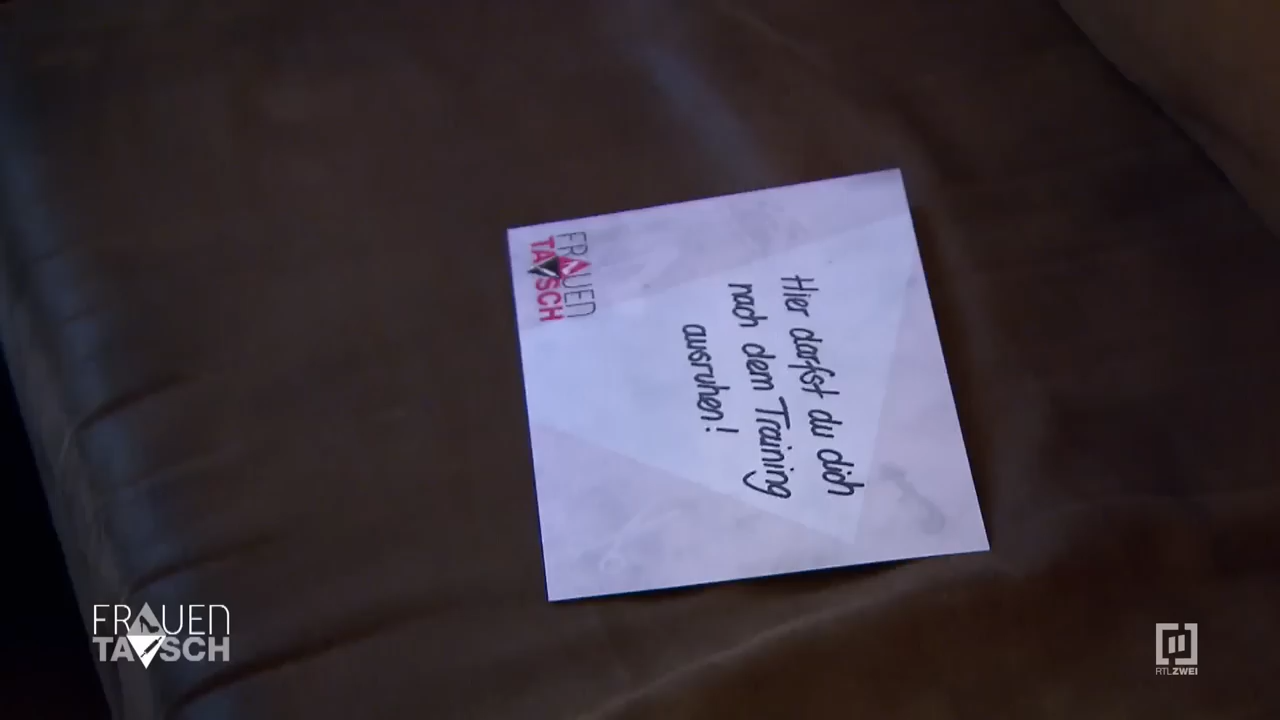 FRAUEN
TAUSCH
Hier darfst du dich
nach dem Training
ausruhen!
FRAUEN
TAUSCH
RTLZWEI